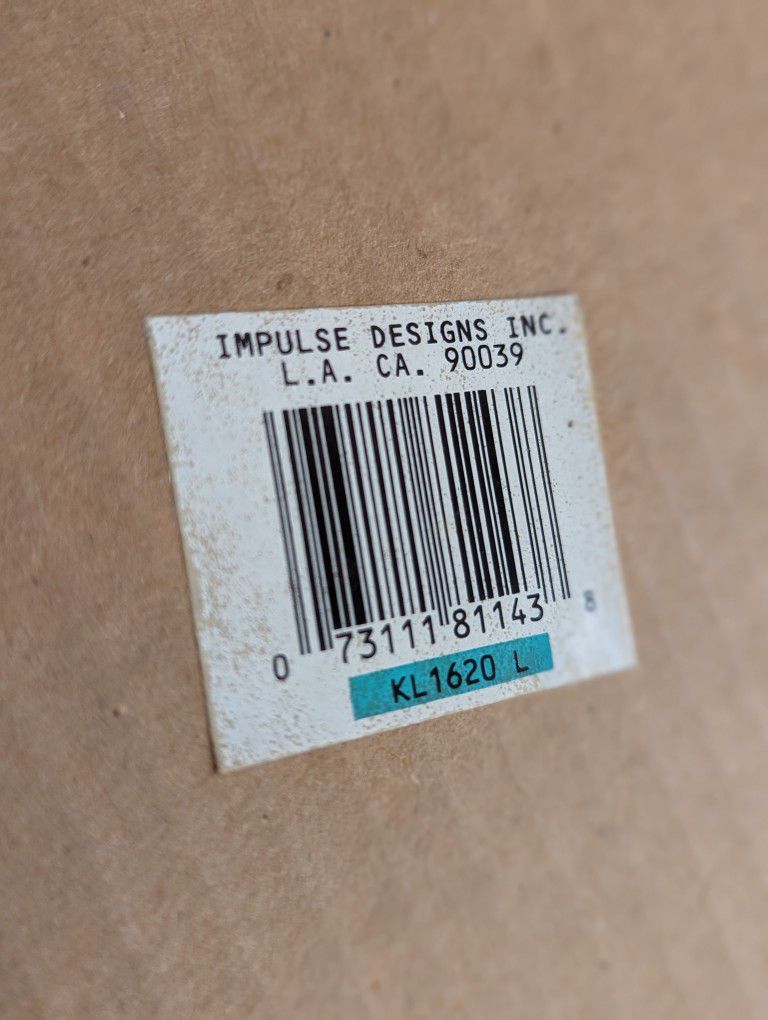 IMPULSE DESIGNS INC.
L.A. CA. 90039
0 73111 81143 8
KL1620 L